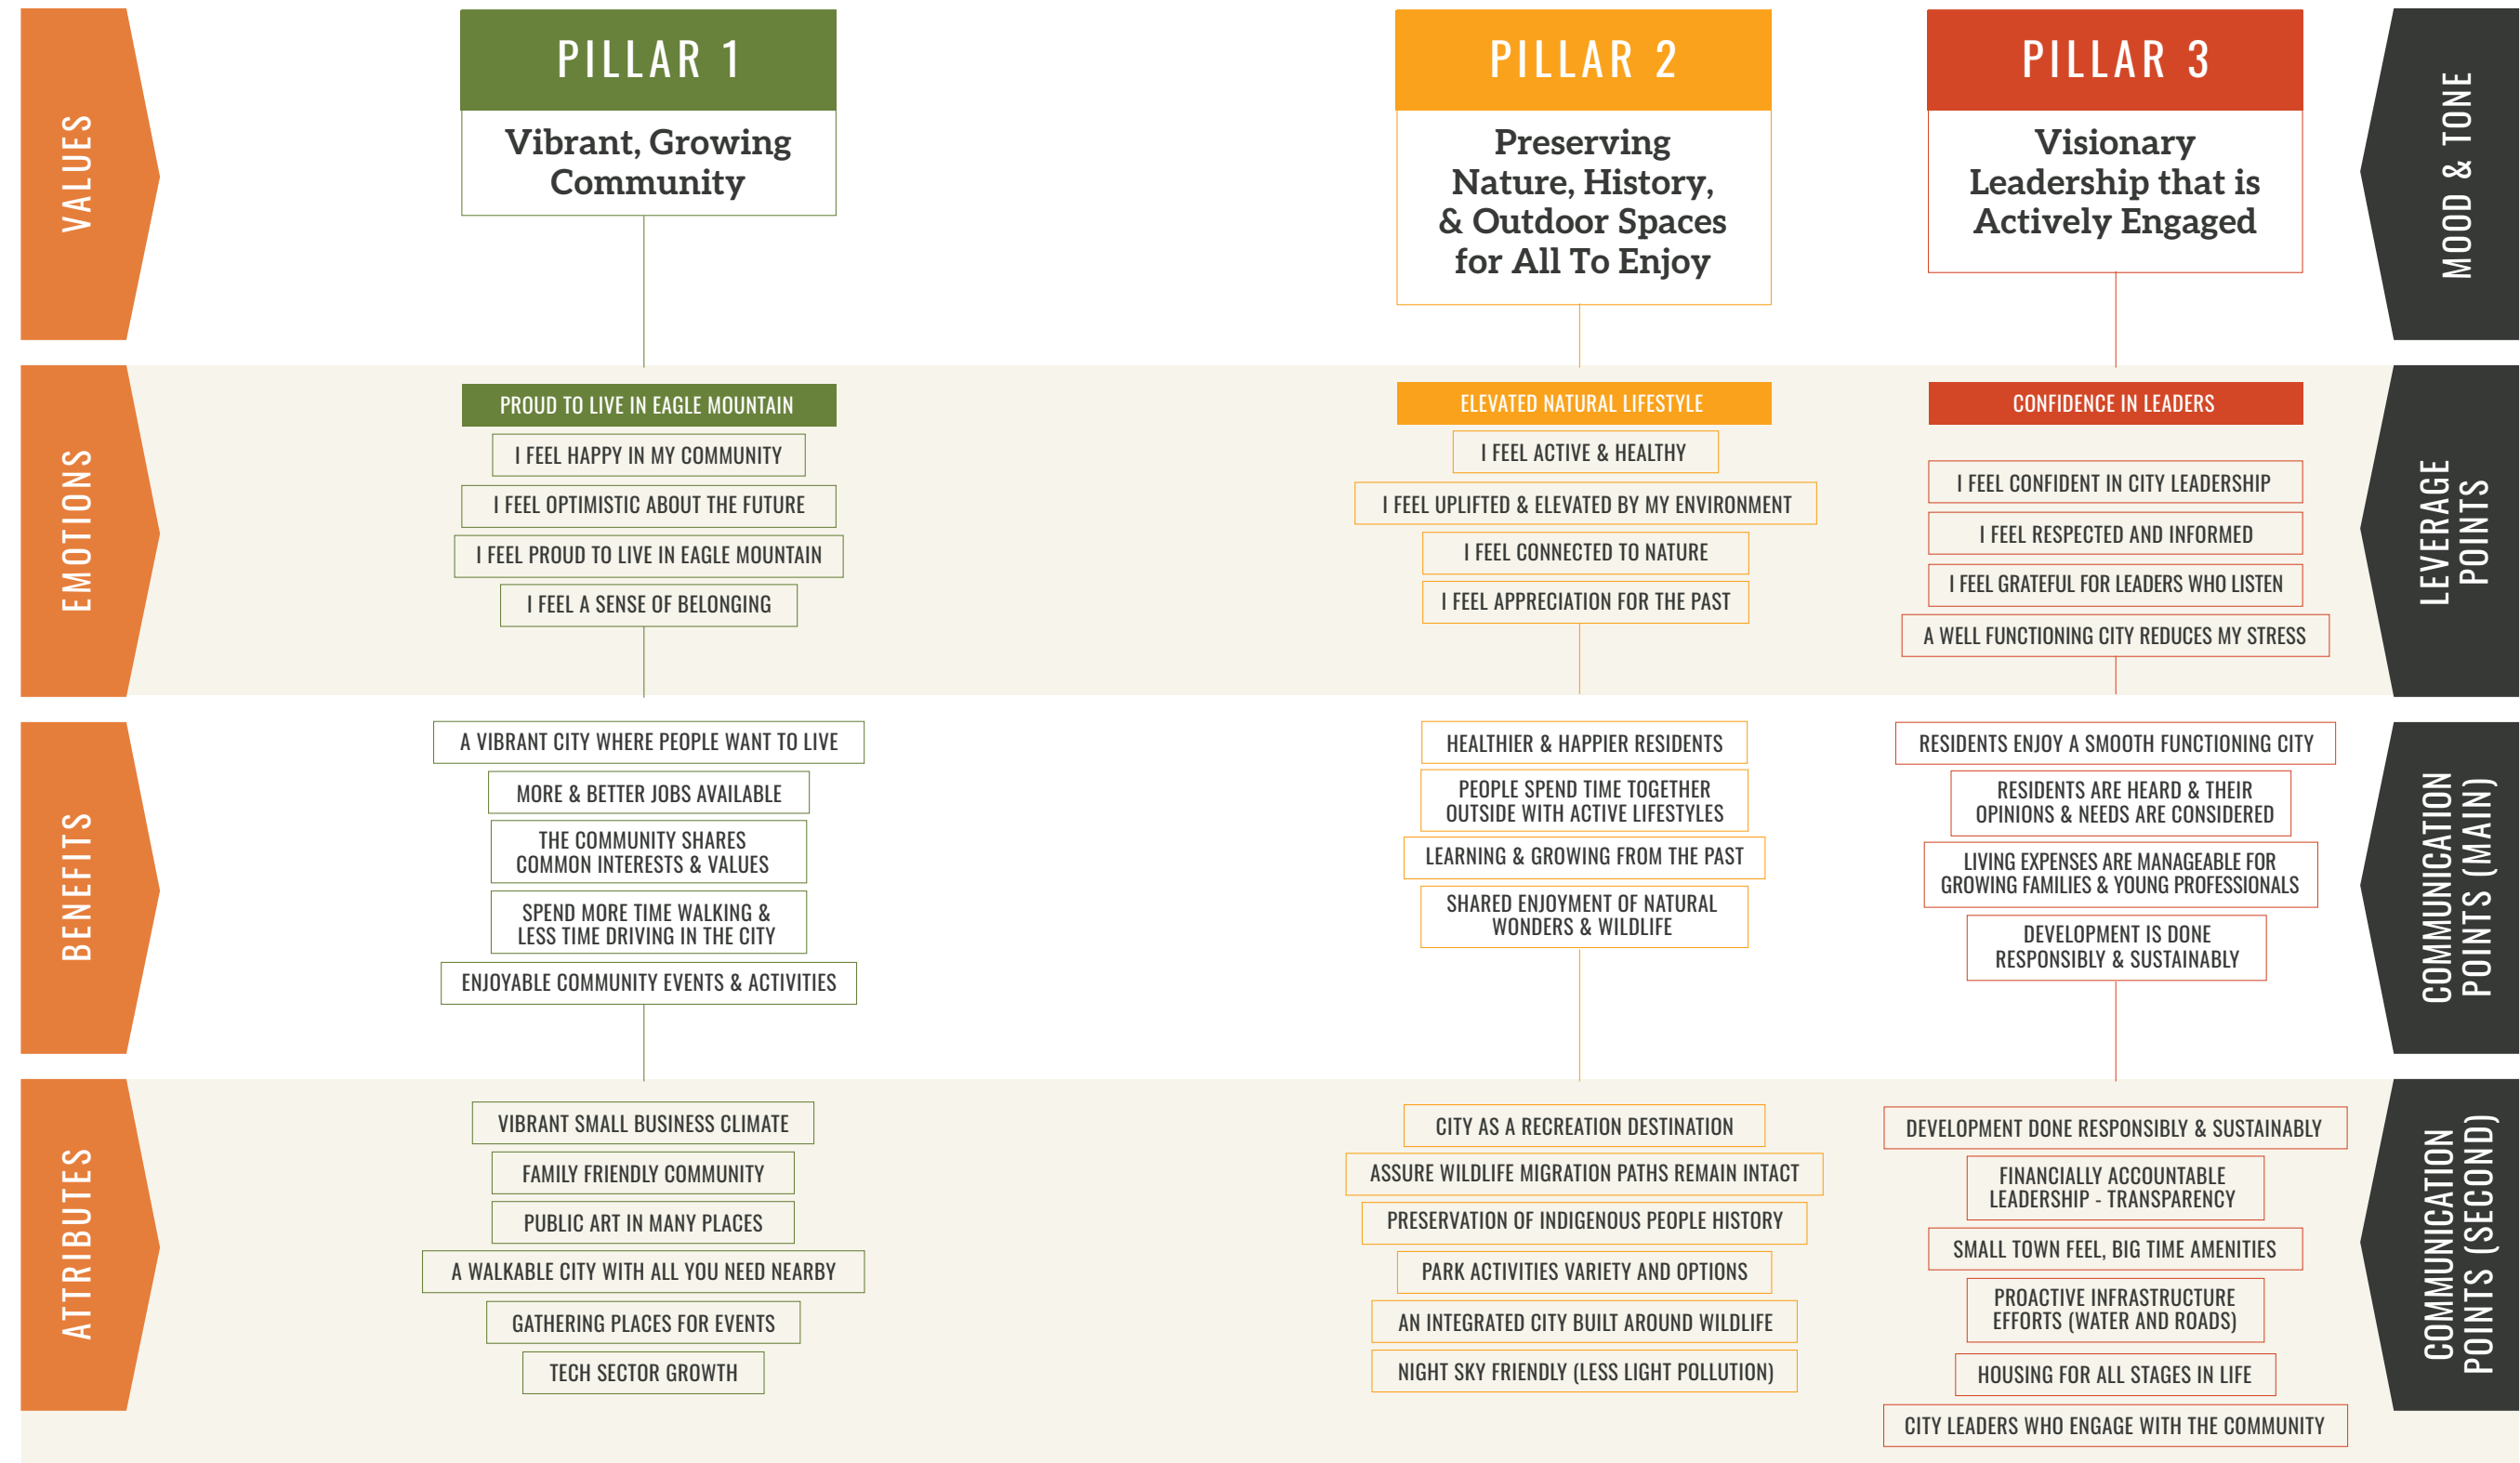 VALUES
PILLAR 1
Vibrant, Growing
Community
PILLAR 2
Preserving
Nature, History,
& Outdoor Spaces
for All To Enjoy
PILLAR 3
Visionary
Leadership that is
Actively Engaged
MOOD & TONE
EMOTIONS
PROUD TO LIVE IN EAGLE MOUNTAIN
I FEEL HAPPY IN MY COMMUNITY
I FEEL OPTIMISTIC ABOUT THE FUTURE
I FEEL PROUD TO LIVE IN EAGLE MOUNTAIN
I FEEL A SENSE OF BELONGING
ELEVATED NATURAL LIFESTYLE
I FEEL ACTIVE & HEALTHY
I FEEL UPLIFTED & ELEVATED BY MY ENVIRONMENT
I FEEL CONNECTED TO NATURE
I FEEL APPRECIATION FOR THE PAST
CONFIDENCE IN LEADERS
I FEEL CONFIDENT IN CITY LEADERSHIP
I FEEL RESPECTED AND INFORMED
I FEEL GRATEFUL FOR LEADERS WHO LISTEN
A WELL FUNCTIONING CITY REDUCES MY STRESS
LEVERAGE
POINTS
BENEFITS
A VIBRANT CITY WHERE PEOPLE WANT TO LIVE
MORE & BETTER JOBS AVAILABLE
THE COMMUNITY SHARES
COMMON INTERESTS & VALUES
SPEND MORE TIME WALKING &
LESS TIME DRIVING IN THE CITY
ENJOYABLE COMMUNITY EVENTS & ACTIVITIES
HEALTHIER & HAPPIER RESIDENTS
PEOPLE SPEND TIME TOGETHER
OUTSIDE WITH ACTIVE LIFESTYLES
LEARNING & GROWING FROM THE PAST
SHARED ENJOYMENT OF NATURAL
WONDERS & WILDLIFE
RESIDENTS ENJOY A SMOOTH FUNCTIONING CITY
RESIDENTS ARE HEARD & THEIR
OPINIONS & NEEDS ARE CONSIDERED
LIVING EXPENSES ARE MANAGEABLE FOR
GROWING FAMILIES & YOUNG PROFESSIONALS
DEVELOPMENT IS DONE
RESPONSIBLY & SUSTAINABLY
COMMUNICATION
POINTS (MAIN)
ATTRIBUTES
VIBRANT SMALL BUSINESS CLIMATE
FAMILY FRIENDLY COMMUNITY
PUBLIC ART IN MANY PLACES
A WALKABLE CITY WITH ALL YOU NEED NEARBY
GATHERING PLACES FOR EVENTS
TECH SECTOR GROWTH
CITY AS A RECREATION DESTINATION
ASSURE WILDLIFE MIGRATION PATHS REMAIN INTACT
PRESERVATION OF INDIGENOUS PEOPLE HISTORY
PARK ACTIVITIES VARIETY AND OPTIONS
AN INTEGRATED CITY BUILT AROUND WILDLIFE
NIGHT SKY FRIENDLY (LESS LIGHT POLLUTION)
DEVELOPMENT DONE RESPONSIBLY & SUSTAINABLY
FINANCIALLY ACCOUNTABLE
LEADERSHIP - TRANSPARENCY
SMALL TOWN FEEL, BIG TIME AMENITIES
PROACTIVE INFRASTRUCTURE
EFFORTS (WATER AND ROADS)
HOUSING FOR ALL STAGES IN LIFE
CITY LEADERS WHO ENGAGE WITH THE COMMUNITY
COMMUNICATION
POINTS (SECOND)